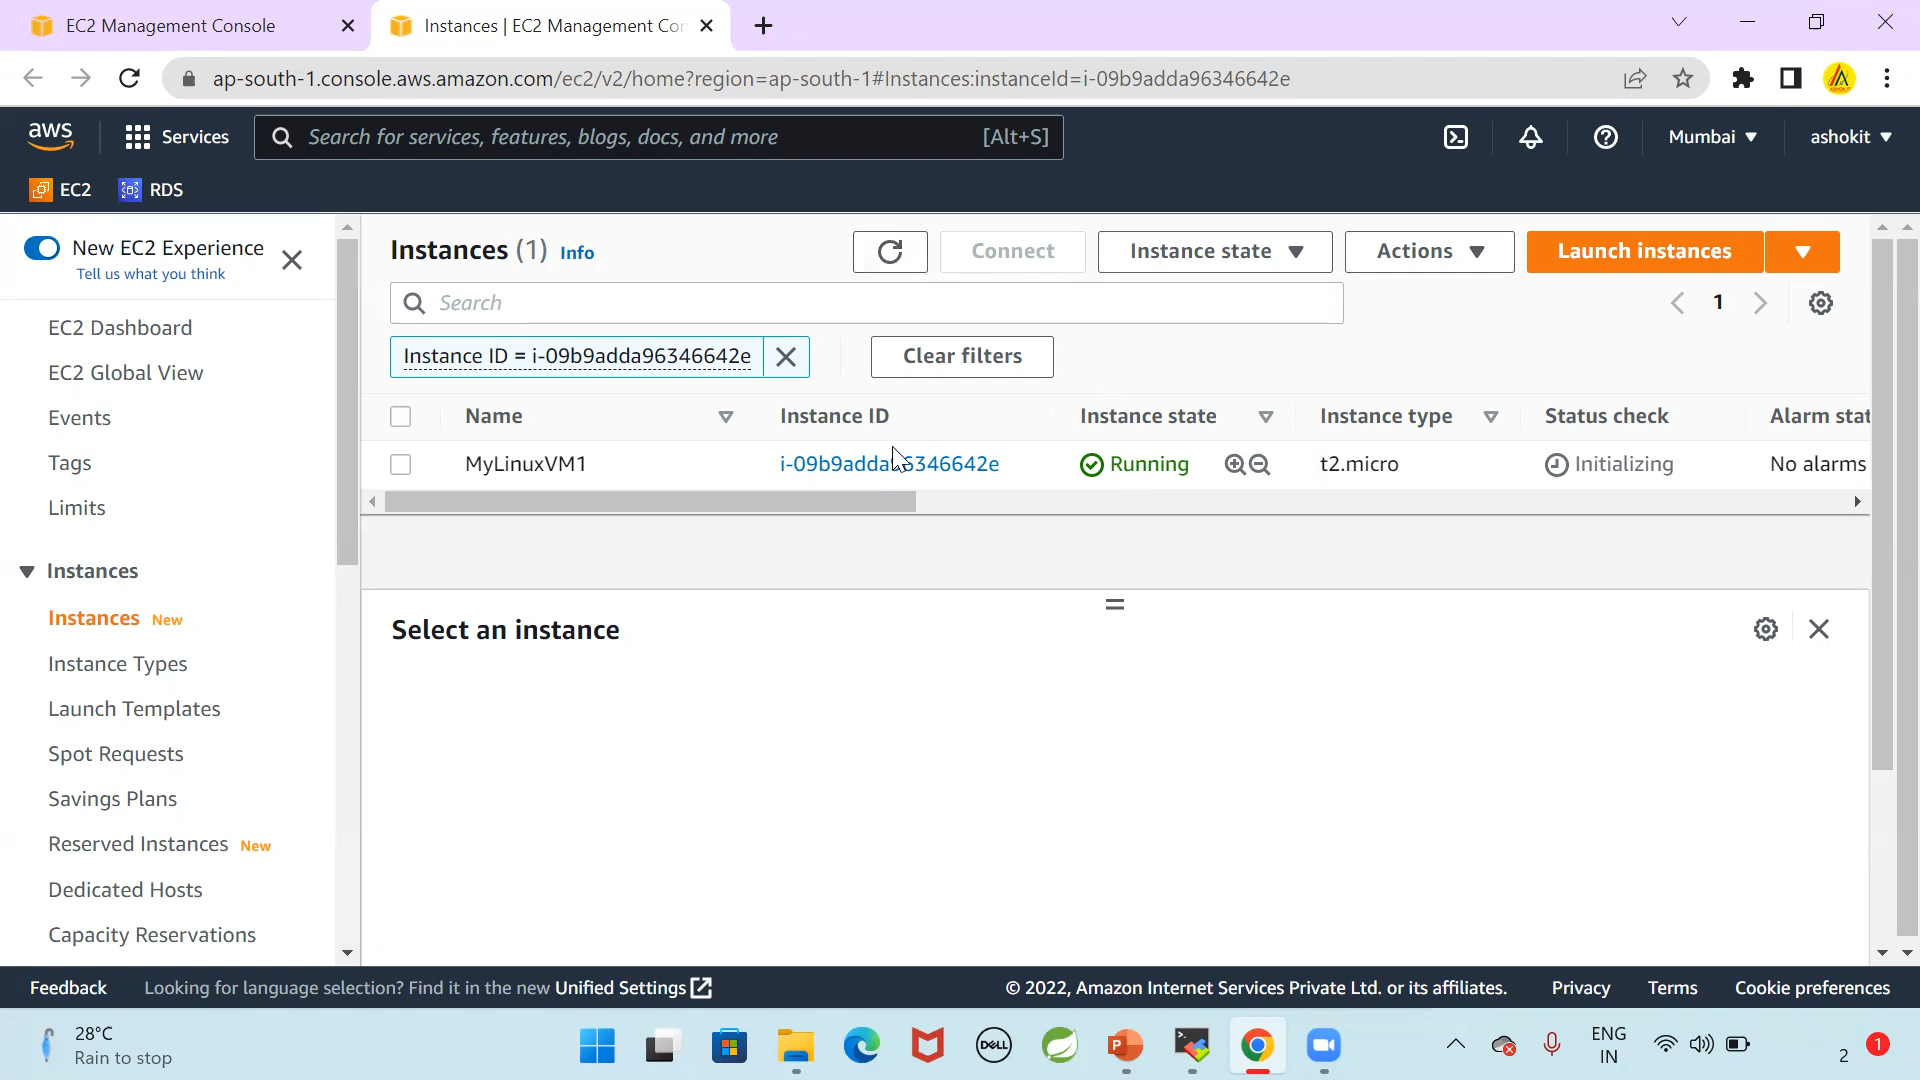 EC2 Management Console
Instances | EC2 Management Cor
ap-south-1.console.aws.amazon.com/ec2/v2/home?region=ap-south-1#Instances:instanceId=i-09b9adda96346642e
aws
Services
Search for services, features, blogs, docs, and more
[Alt+S]
Mumbai
ashokit
EC2
RDS
New EC2 Experience
Tell us what you think
EC2 Dashboard
EC2 Global View
Events
Tags
Limits
Instances
Instances New
Instance Types
Launch Templates
Spot Requests
Savings Plans
Reserved Instances New
Dedicated Hosts
Capacity Reservations
Instances (1) Info
Connect
Instance state
Actions
Launch instances
Search
1
Instance ID = i-09b9adda96346642e
Clear filters
Name Instance ID Instance state Instance type Status check Alarm stat
MyLinuxVM1 i-09b9adda96346642e Running t2.micro Initializing No alarms
Select an instance
Feedback
Looking for language selection? Find it in the new Unified Settings
© 2022, Amazon Internet Services Private Ltd. or its affiliates.
Privacy
Terms
Cookie preferences
28°C
Rain to stop
DELL
ENG
IN
2
1